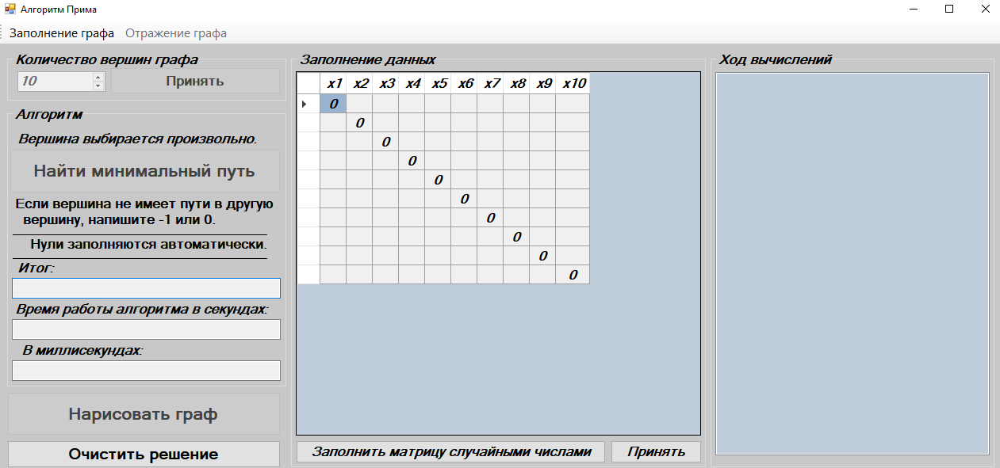 Алгоритм Прима
Заполнение графа Отражение графа
Количество вершин графа
10 Принять
Алгоритм
Вершина выбирается произвольно.
Найти минимальный путь
Если вершина не имеет пути в другую
вершину, напишите -1 или 0.
Нули заполняются автоматически.
Итог:
Время работы алгоритма в секундах:
В миллисекундах:
Нарисовать граф
Очистить решение
Заполнение данных
x1 x2 x3 x4 x5 x6 x7 x8 x9 x10
0
0
0
0
0
0
0
0
0
0
Заполнить матрицу случайными числами Принять
Ход вычислений